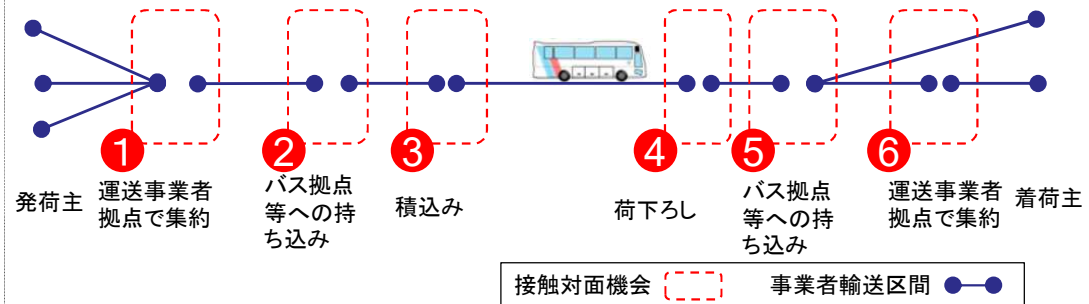 1
2
3
4
5
6
発荷主
運送事業者
拠点で集約
バス拠点
等への持
ち込み
積込み
荷下ろし
バス拠点
等への持
ち込み
運送事業者
拠点で集約
着荷主
接触対面機会
事業者輸送区間